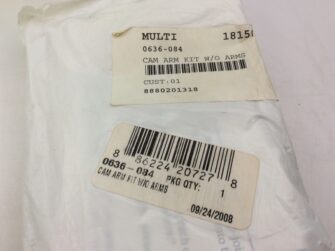 MULTI 18150
0636-084
CAM ARM KIT W/O ARMS
CUST:01
8880201318
8 86224 20727 8
0636-084 PKG QTY: 1
CAM ARM KIT W/O ARMS
09/24/2008